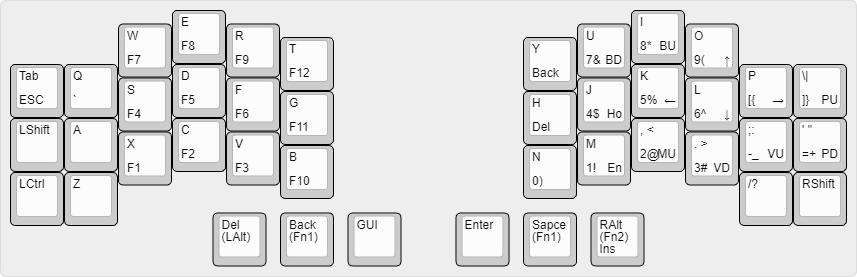 E
F8
W
F7
R
F9
T
F12
Tab
ESC
Q
`
D
F5
S
F4
F
F6
G
F11
LShift
A
C
F2
X
F1
V
F3
B
F10
LCtrl
Z
I
8* BU
U
7& BD
O
9( ↑
Y
Back
P
[{ →
\|
]} PU
K
5% ←
J
4$ Ho
L
6^ ↓
H
Del
;:
-_ VU
' "
=+ PD
, <
2@MU
M
1! En
. >
3# VD
N
0)
/?
RShift
Del
(LAlt)
Back
(Fn1)
GUI
Enter
Sapce
(Fn1)
RAlt
(Fn2)
Ins